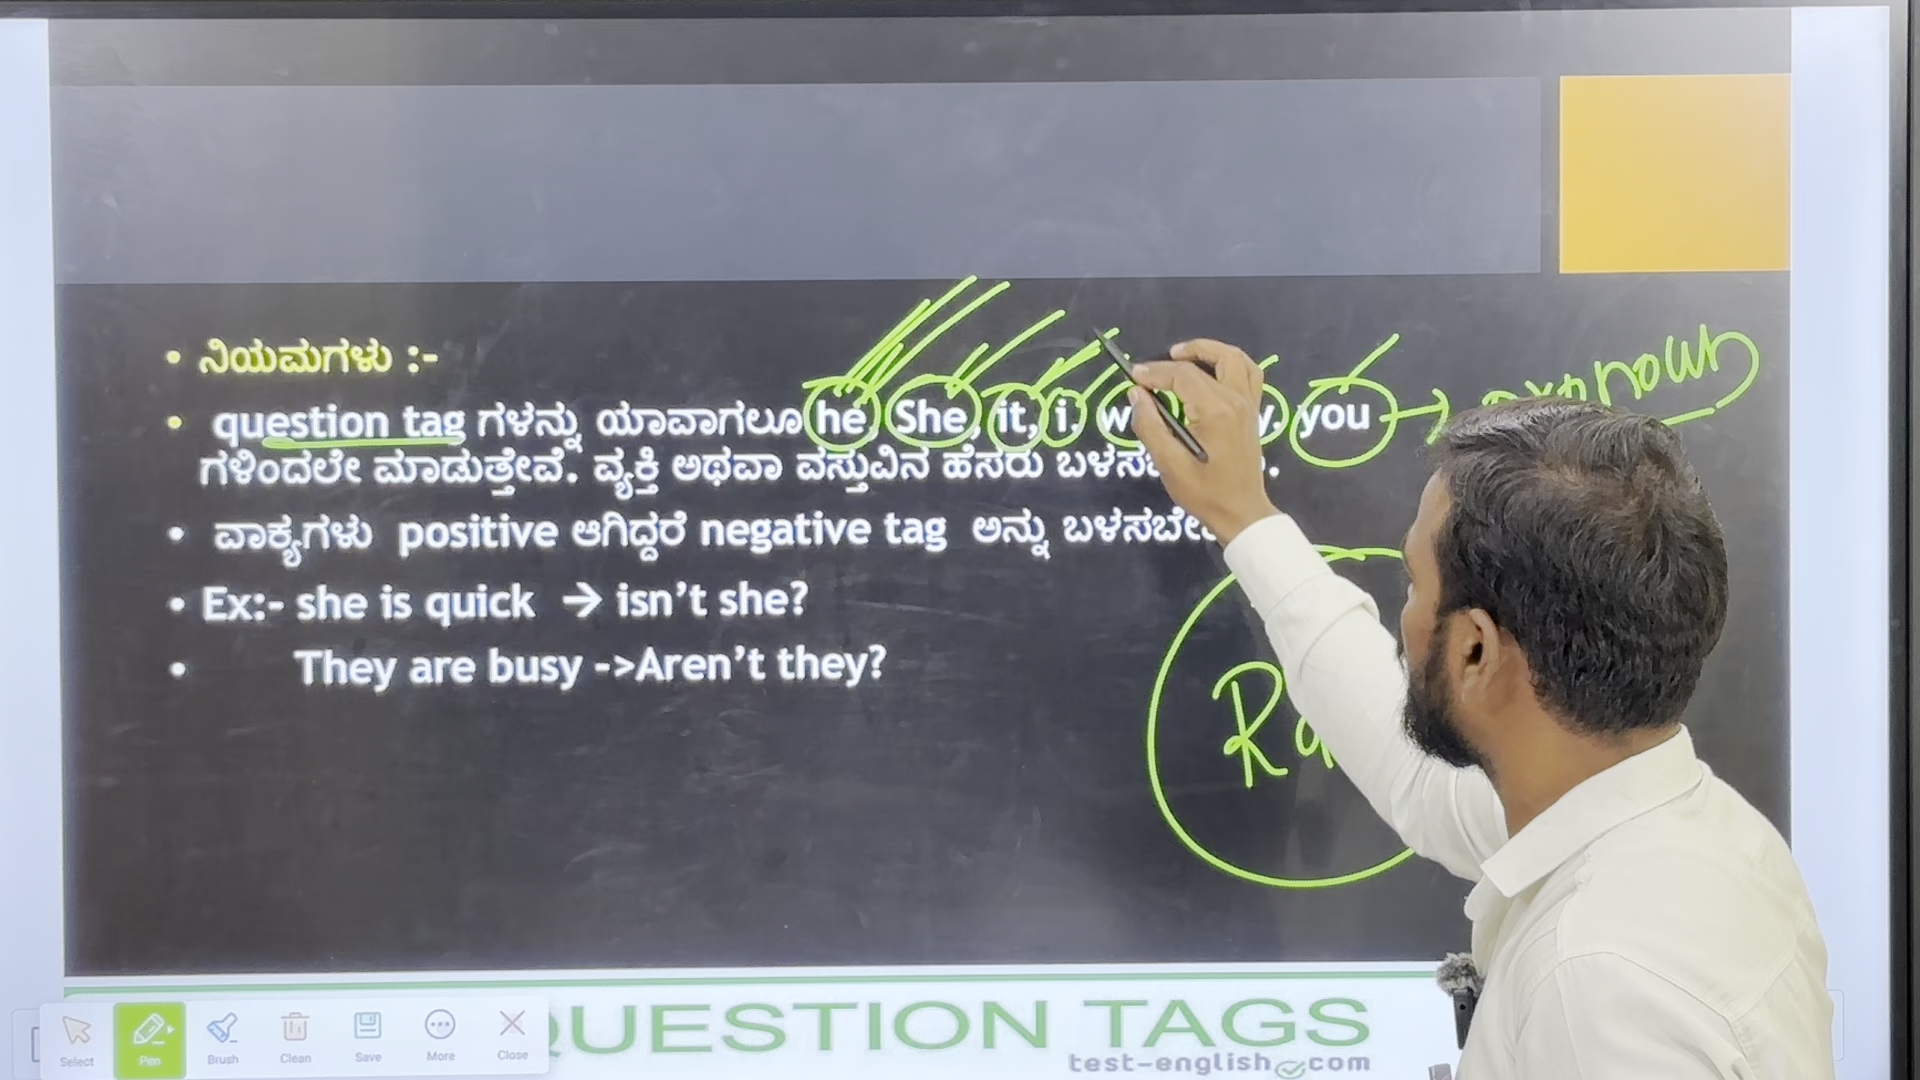 • ನಿಯಮಗಳು :-
• question tag ಗಳನ್ನು ಯಾವಾಗಲೂ he, She, it, i, you
ಗಳಿಂದಲೇ ಮಾಡುತ್ತೇವೆ. ವ್ಯಕ್ತಿ ಅಥವಾ ವಸ್ತುವಿನ ಹೆಸರು
• ವಾಕ್ಯಗಳು positive ಆಗಿದ್ದರೆ negative tag ಅನ್ನು
• Ex:- she is quick → isn't she?
• They are busy ->Aren't they?
QUESTION TAGS
test-english.com
Select Pen Brush Clean Save More Close